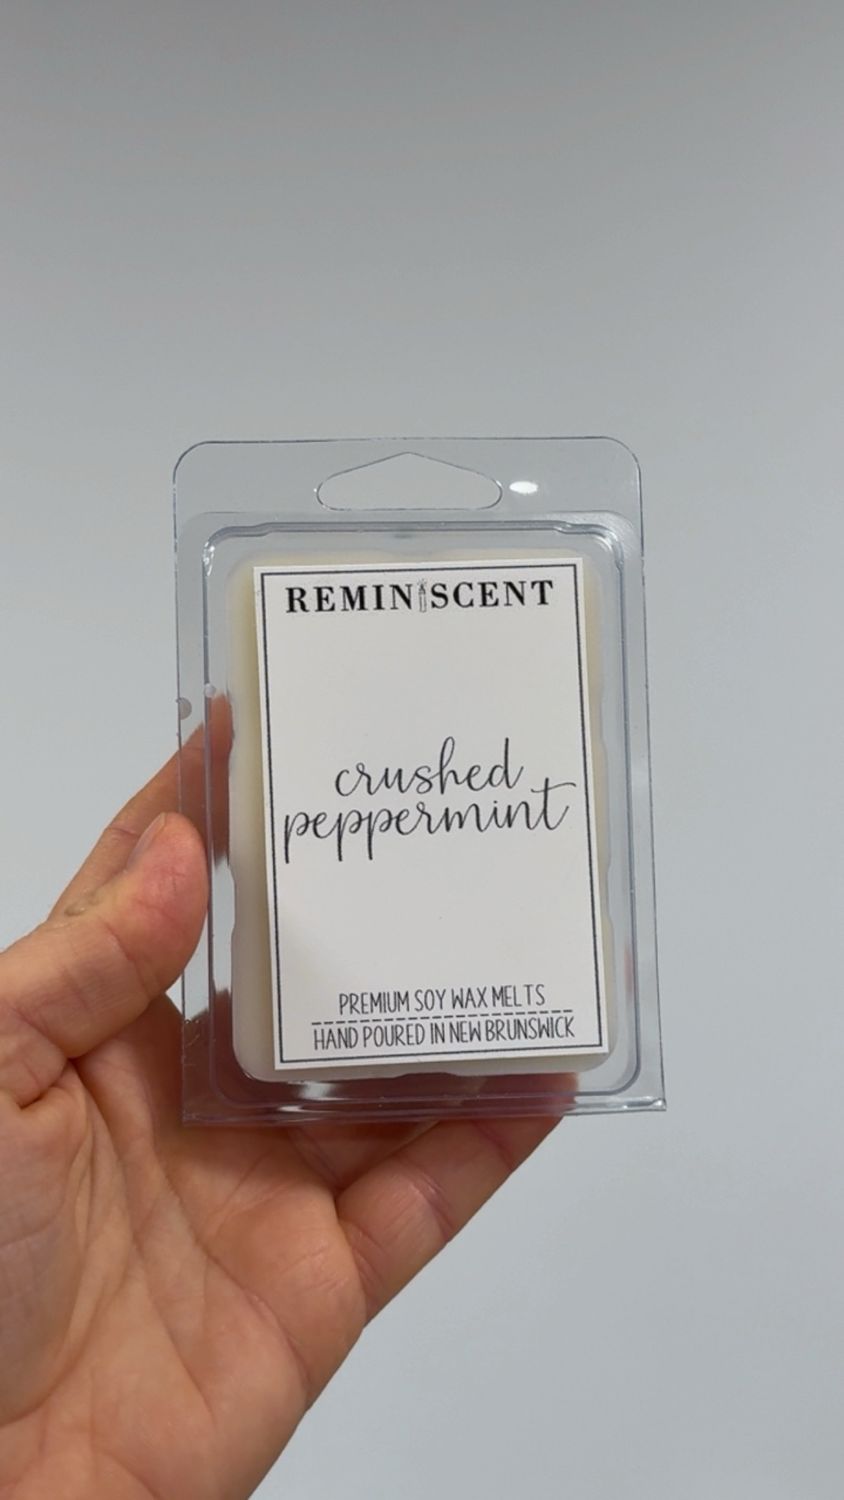 REMINISCENT
crushed
peppermint
PREMIUM SOY WAX MELTS
HAND POURED IN NEW BRUNSWICK